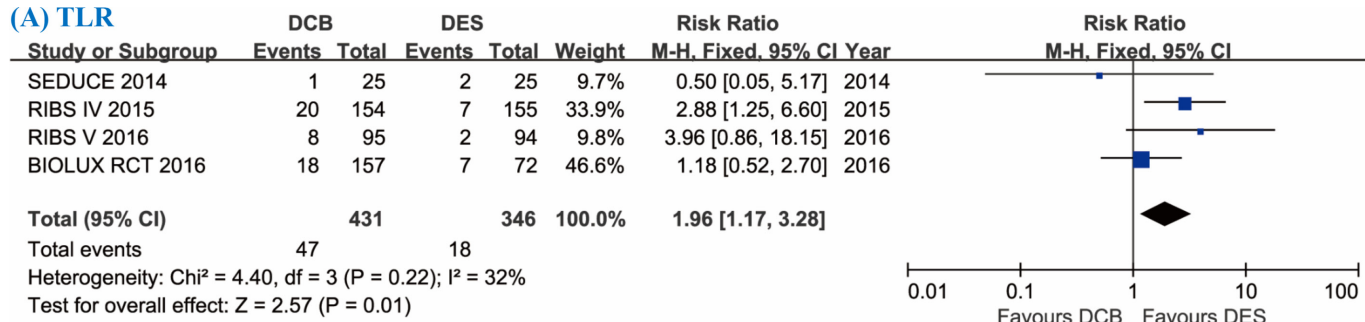 (A) TLR
DCB DES Risk Ratio Risk Ratio
Study or Subgroup Events Total Events Total Weight M-H, Fixed, 95% CI Year M-H, Fixed, 95% CI
SEDUCE 2014 1 25 2 25 9.7% 0.50 [0.05, 5.17] 2014
RIBS IV 2015 20 154 7 155 33.9% 2.88 [1.25, 6.60] 2015
RIBS V 2016 8 95 2 94 9.8% 3.96 [0.86, 18.15] 2016
BIOLUX RCT 2016 18 157 7 72 46.6% 1.18 [0.52, 2.70] 2016
Total (95% CI) 431 346 100.0% 1.96 [1.17, 3.28]
Total events 47 18
Heterogeneity: Chi² = 4.40, df = 3 (P = 0.22); I² = 32%
Test for overall effect: Z = 2.57 (P = 0.01)
0.01 0.1 1 10 100
Favours DCB Favours DES